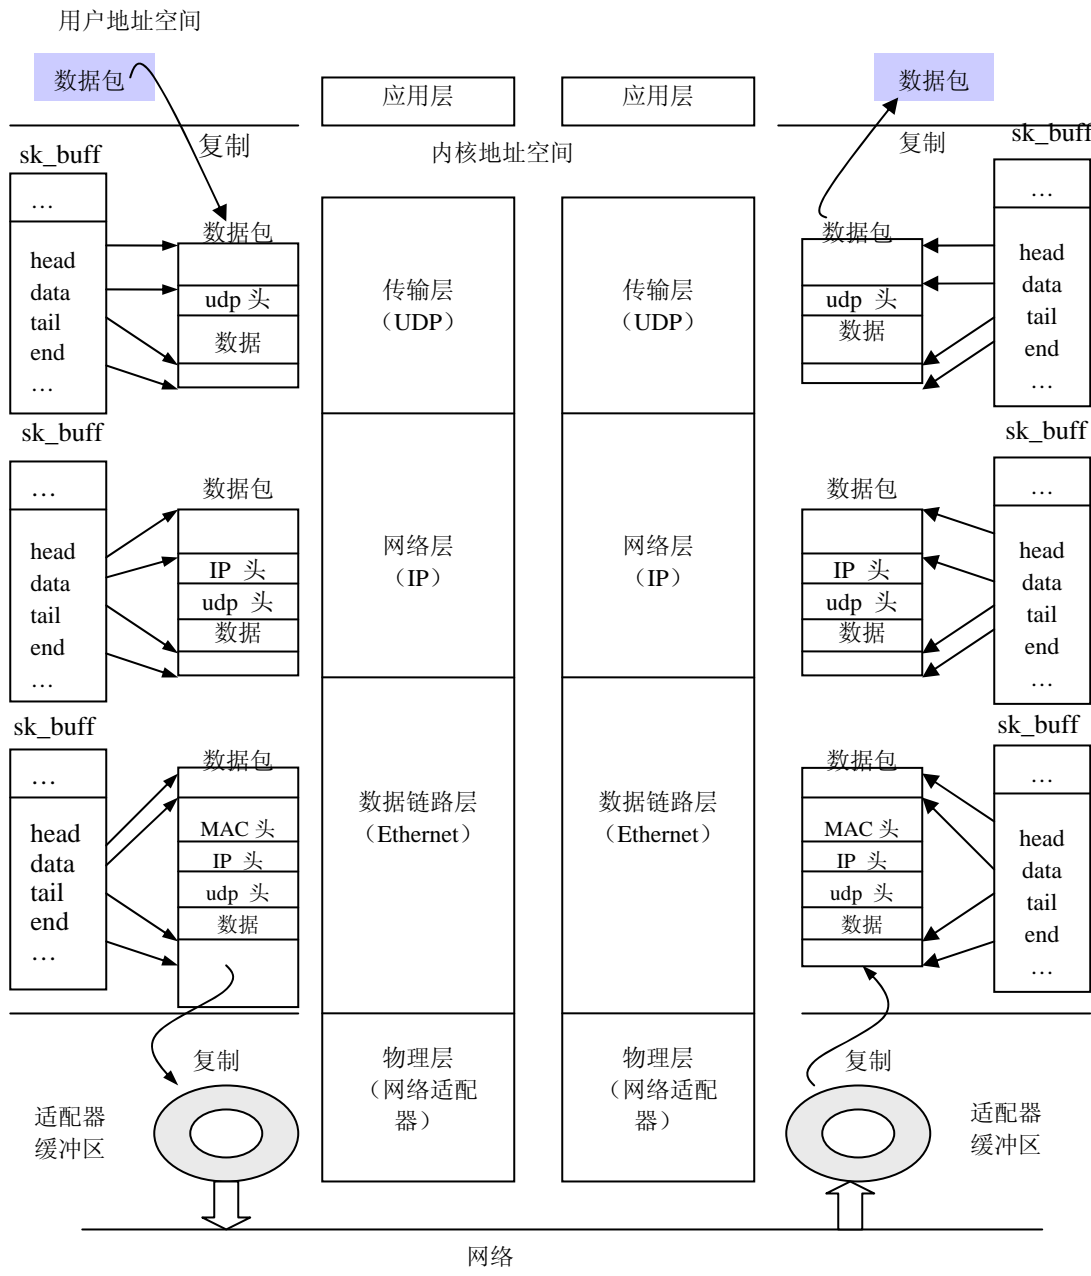 用户地址空间
数据包
应用层
应用层
数据包
复制
内核地址空间
复制
sk_buff
…
head
data
tail
end
…
数据包
udp 头
数据
传输层
（UDP）
传输层
（UDP）
数据包
udp 头
数据
sk_buff
…
head
data
tail
end
…
sk_buff
…
head
data
tail
end
…
数据包
IP 头
udp 头
数据
网络层
（IP）
网络层
（IP）
数据包
IP 头
udp 头
数据
sk_buff
…
head
data
tail
end
…
sk_buff
…
head
data
tail
end
…
数据包
MAC 头
IP 头
udp 头
数据
数据链路层
（Ethernet）
数据链路层
（Ethernet）
数据包
MAC 头
IP 头
udp 头
数据
sk_buff
…
head
data
tail
end
…
复制
适配器
缓冲区
物理层
（网络适配
器）
物理层
（网络适配
器）
复制
适配器
缓冲区
网络